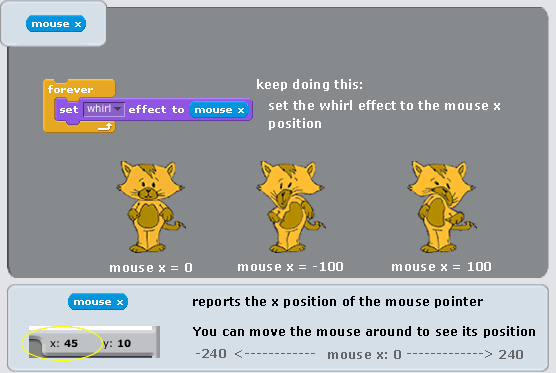 mouse x
forever
set whirl effect to mouse x
keep doing this:
set the whirl effect to the mouse x
position
mouse x = 0 mouse x = -100 mouse x = 100
mouse x reports the x position of the mouse pointer
You can move the mouse around to see its position
x: 45 y: 10
-240 <------------ mouse x: 0 ------------> 240